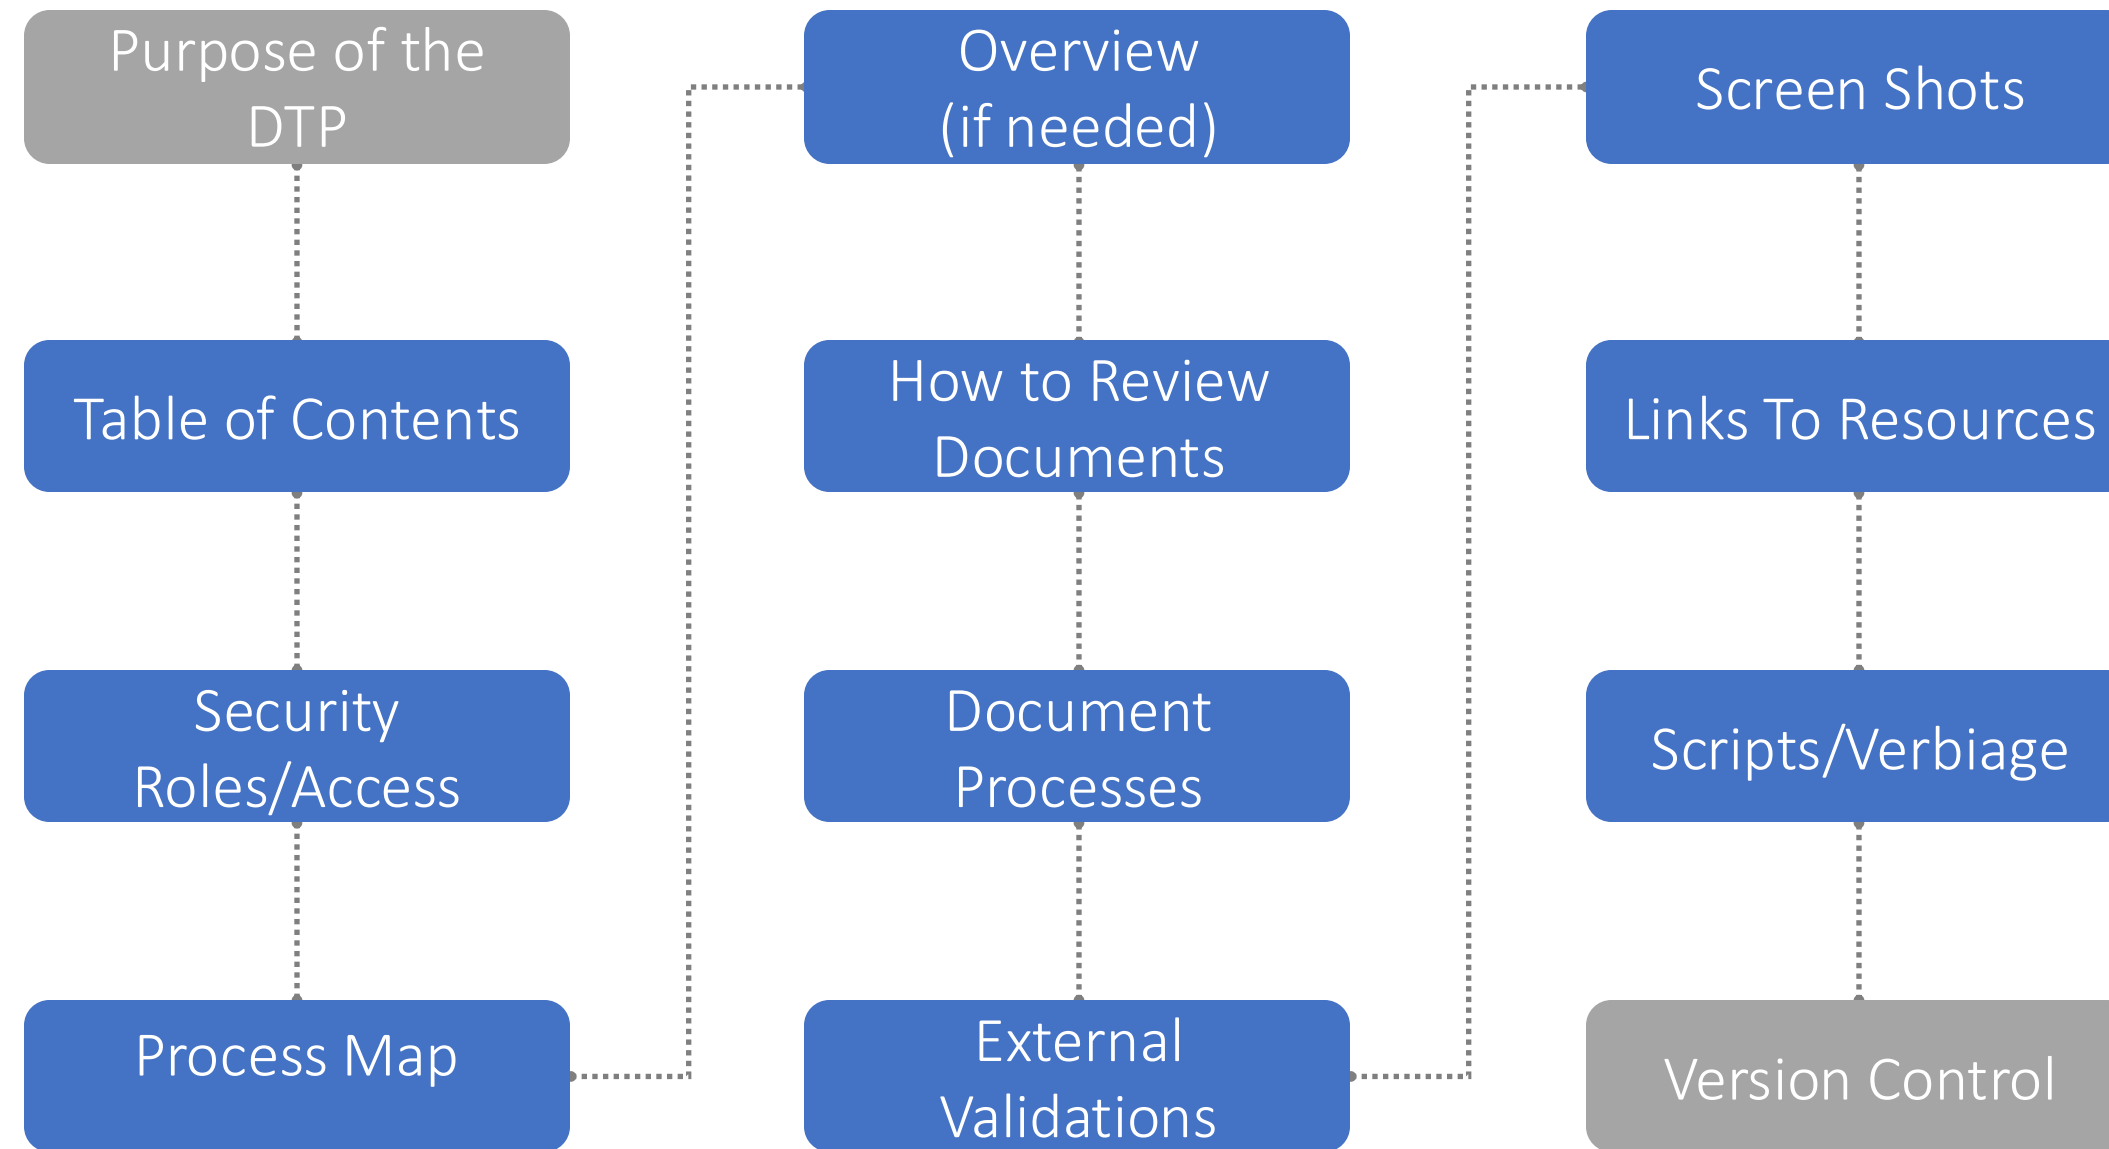 Purpose of the
DTP
Table of Contents
Security
Roles/Access
Process Map
Overview
(if needed)
How to Review
Documents
Document
Processes
External
Validations
Screen Shots
Links To Resources
Scripts/Verbiage
Version Control